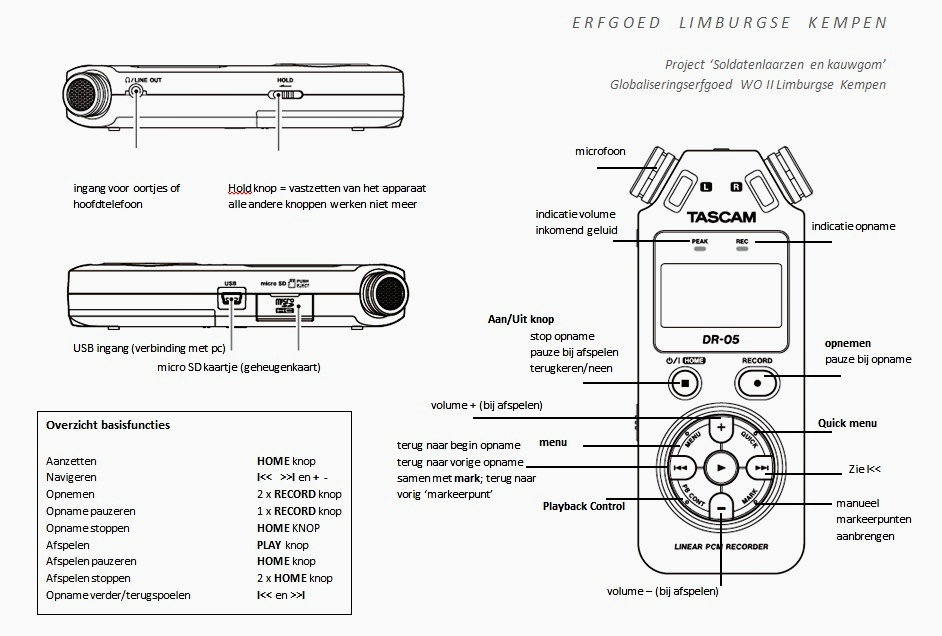 ERFGOED LIMBURGSE KEMPEN
Project ‘Soldatenlaarzen en kauwgom’
Globaliseringserfgoed WO II Limburgse Kempen
/LINE OUT
HOLD
ingang voor oortjes of
hoofdtelefoon
Hold knop = vastzetten van het apparaat
alle andere knoppen werken niet meer
USB
micro SD
PUSH
EJECT
micro
USB ingang (verbinding met pc)
micro SD kaartje (geheugenkaart)
microfoon
L
R
TASCAM
indicatie volume
inkomend geluid
indicatie opname
PEAK
REC
DR-05
Aan/Uit knop
stop opname
pauze bij afspelen
terugkeren/neen
opnemen
pauze bij opname
⏻/I HOME
RECORD
volume + (bij afspelen)
Quick menu
menu
MENU
+
QUICK
terug naar begin opname
terug naar vorige opname
samen met mark; terug naar
vorig ‘markeerpunt’
Zie I<<
Playback Control
PB CONT
MARK
manueel
markeerpunten
aanbrengen
LINEAR PCM RECORDER
volume – (bij afspelen)
Overzicht basisfuncties
Aanzetten HOME knop
Navigeren I<< >>I en + -
Opnemen 2 x RECORD knop
Opname pauzeren 1 x RECORD knop
Opname stoppen HOME KNOP
Afspelen PLAY knop
Afspelen pauzeren HOME knop
Afspelen stoppen 2 x HOME knop
Opname verder/terugspoelen I<< en >>I